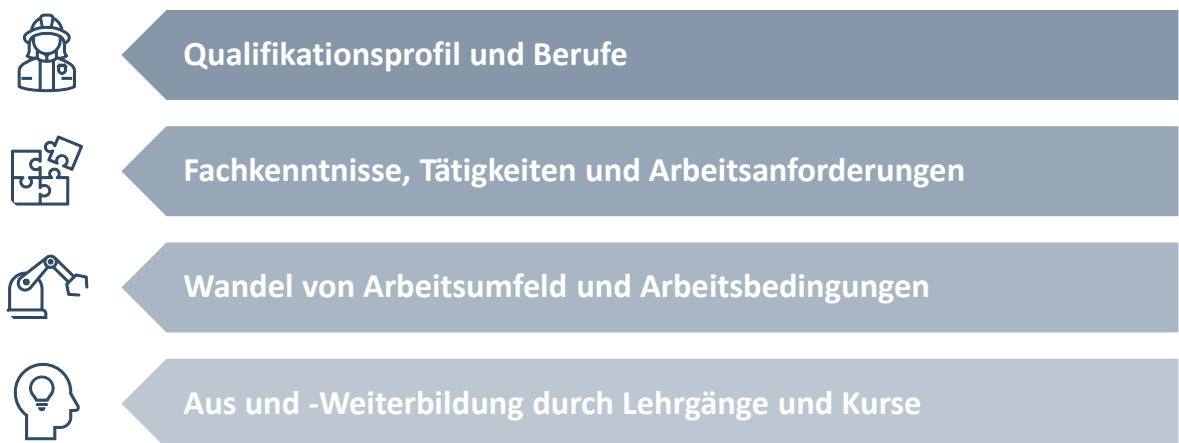 Qualifikationsprofil und Berufe
Fachkenntnisse, Tätigkeiten und Arbeitsanforderungen
Wandel von Arbeitsumfeld und Arbeitsbedingungen
Aus und -Weiterbildung durch Lehrgänge und Kurse